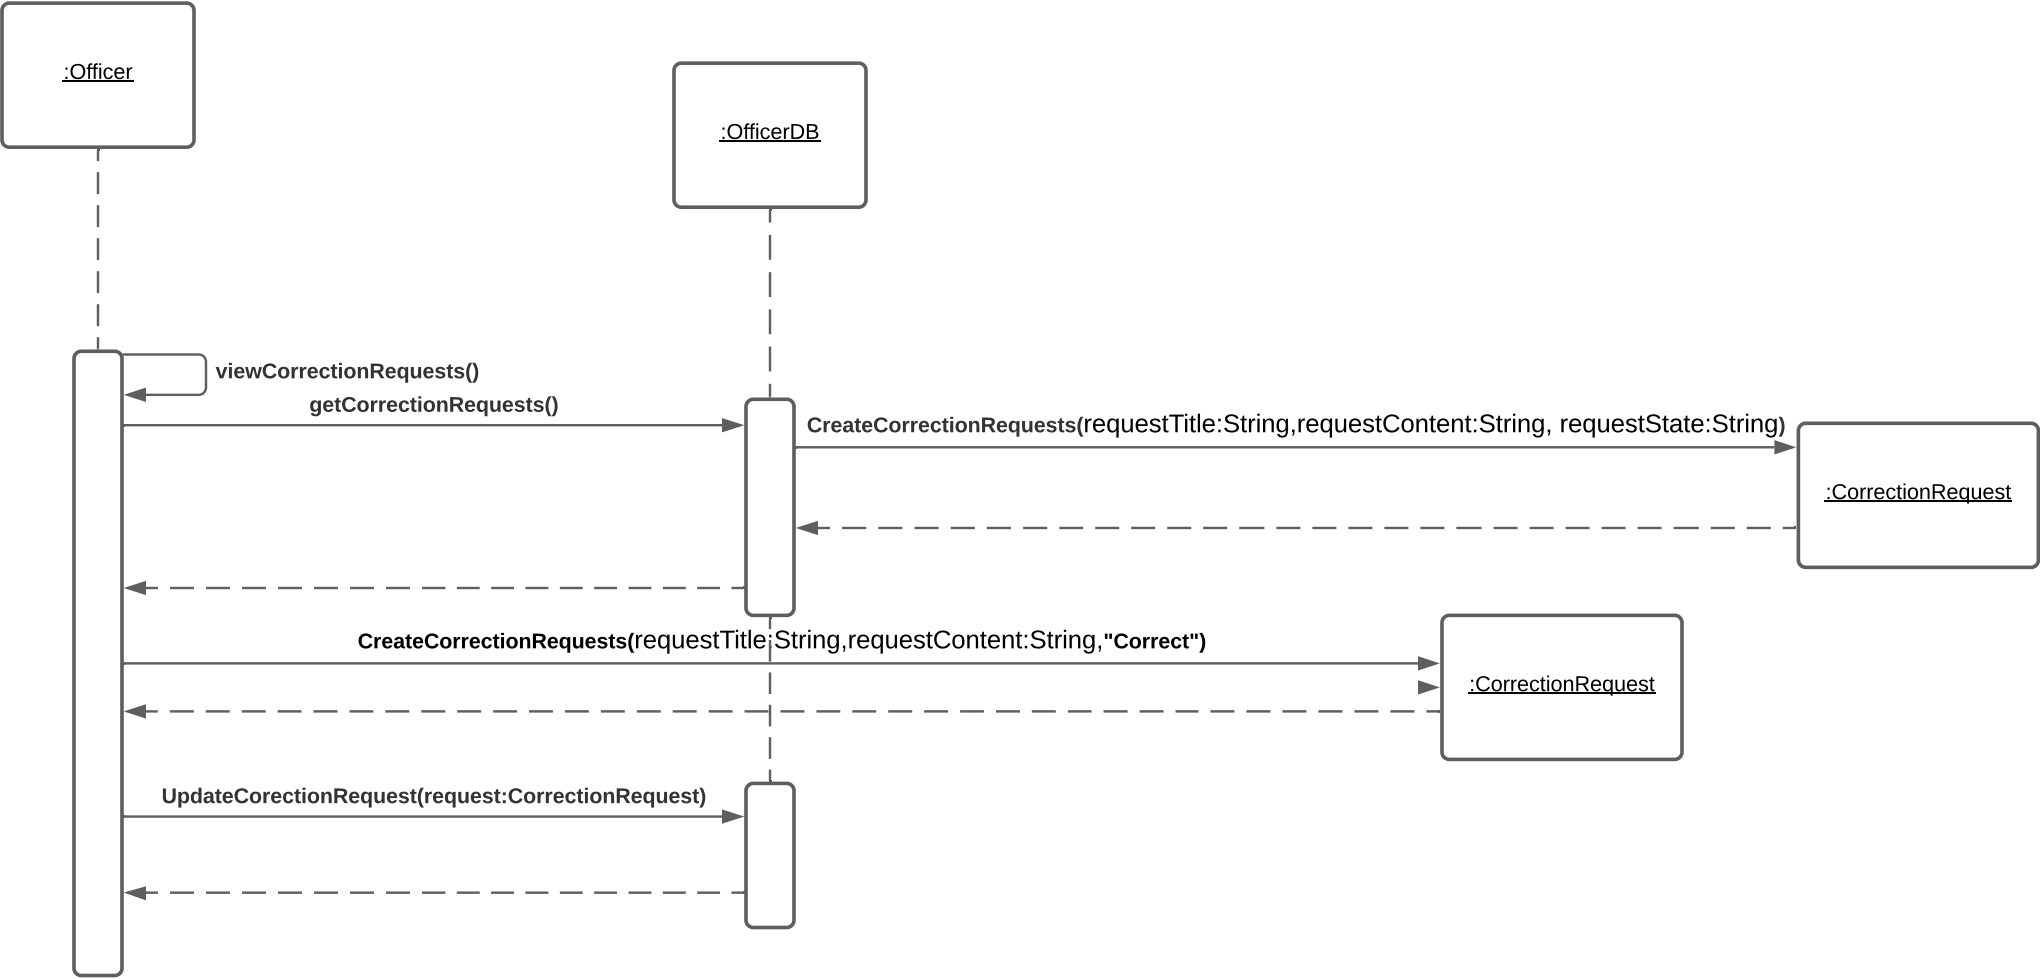 :Officer
:OfficerDB
viewCorrectionRequests()
getCorrectionRequests()
CreateCorrectionRequests(requestTitle:String,requestContent:String, requestState:String)
:CorrectionRequest
CreateCorrectionRequests(requestTitle:String,requestContent:String,"Correct")
:CorrectionRequest
UpdateCorectionRequest(request:CorrectionRequest)